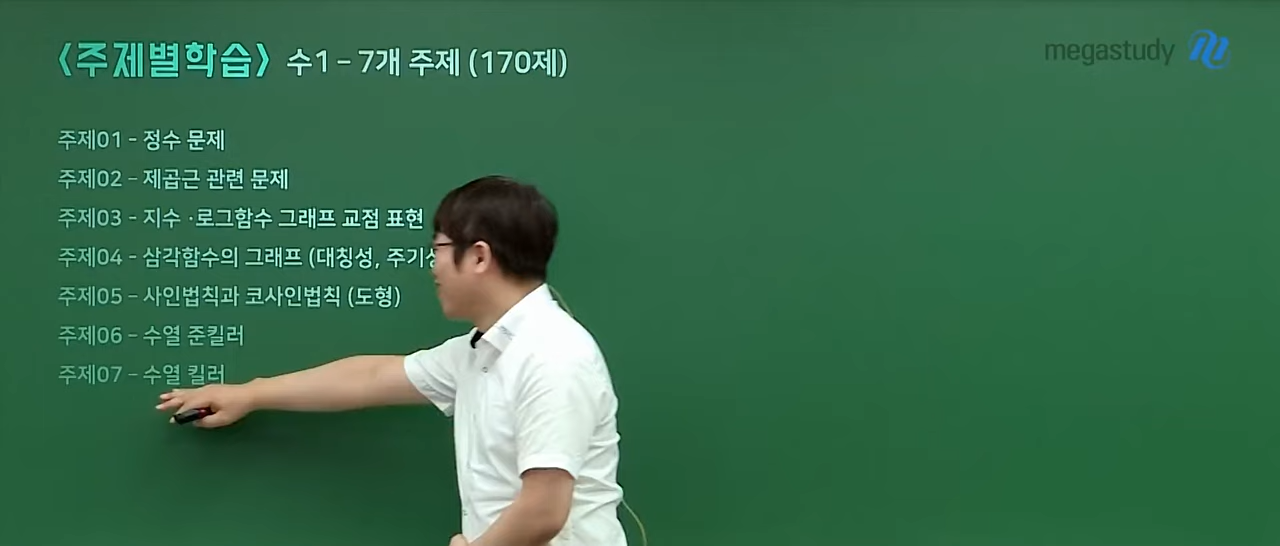 <주제별학습> 수1 - 7개 주제 (170제)
megastudy
주제01 - 정수 문제
주제02 - 제곱근 관련 문제
주제03 - 지수·로그함수 그래프 교점 표현
주제04 - 삼각함수의 그래프 (대칭성, 주기성
주제05 - 사인법칙과 코사인법칙 (도형)
주제06 - 수열 준킬러
주제07 - 수열 킬러